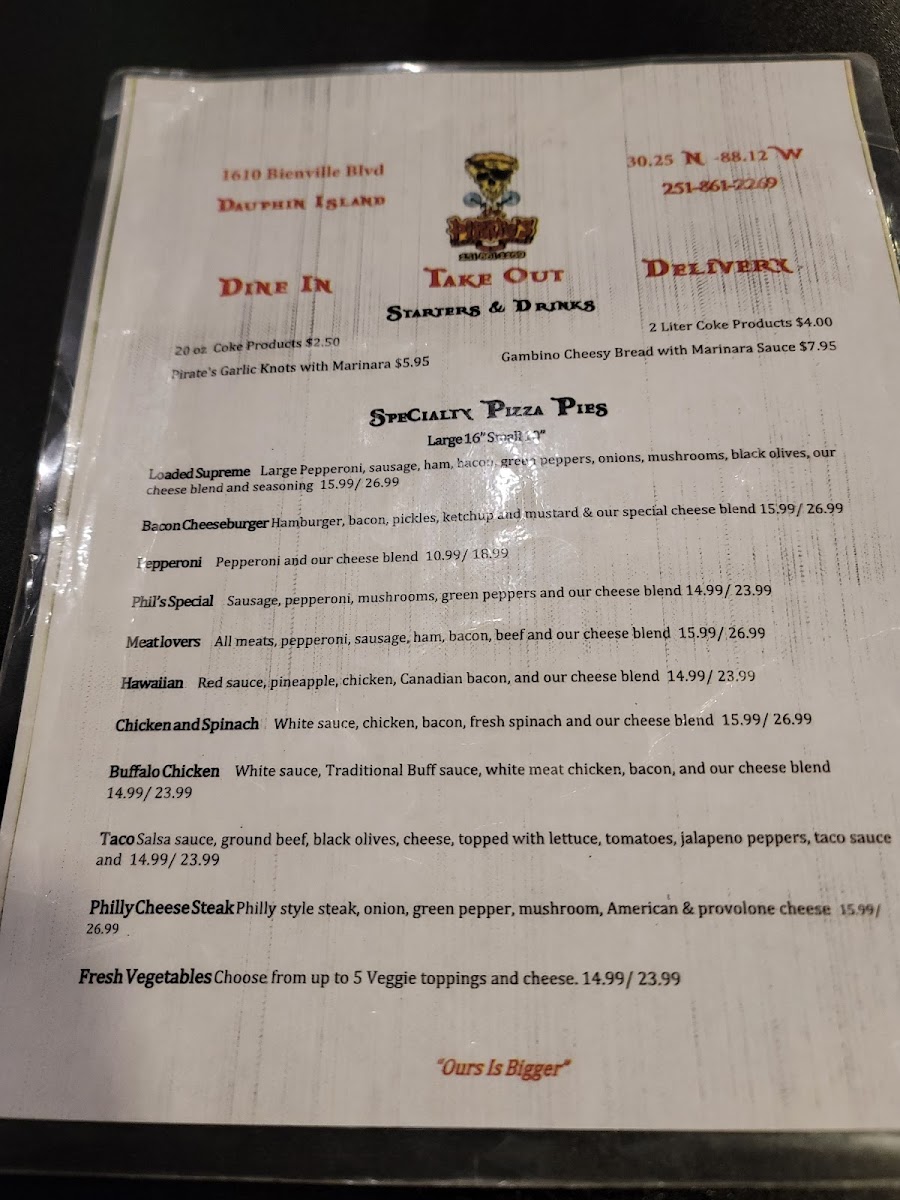 1610 Bienville Blvd
Dauphin Island
30.25 N -88.12 W
251-861-2269
Dine In
Take Out
Delivery
Starters & Drinks
20 oz Coke Products $2.50
2 Liter Coke Products $4.00
Pirate's Garlic Knots with Marinara $5.95
Gambino Cheesy Bread with Marinara Sauce $7.95
Specialty Pizza Pies
Large 16" Small
Loaded Supreme Large Pepperoni, sausage, ham, bacon, green peppers, onions, mushrooms, black olives, our
cheese blend and seasoning 15.99/ 26.99
Bacon Cheeseburger Hamburger, bacon, pickles, ketchup and mustard & our special cheese blend 15.99/ 26.99
Pepperoni Pepperoni and our cheese blend 10.99/ 18.99
Phil's Special Sausage, pepperoni, mushrooms, green peppers and our cheese blend 14.99/ 23.99
Meat lovers All meats, pepperoni, sausage, ham, bacon, beef and our cheese blend 15.99/ 26.99
Hawaiian Red sauce, pineapple, chicken, Canadian bacon, and our cheese blend 14.99/ 23.99
Chicken and Spinach White sauce, chicken, bacon, fresh spinach and our cheese blend 15.99/ 26.99
Buffalo Chicken White sauce, Traditional Buff sauce, white meat chicken, bacon, and our cheese blend
14.99/ 23.99
Taco Salsa sauce, ground beef, black olives, cheese, topped with lettuce, tomatoes, jalapeno peppers, taco sauce
and 14.99/ 23.99
Philly Cheese Steak Philly style steak, onion, green pepper, mushroom, American & provolone cheese 15.99/
26.99
Fresh Vegetables Choose from up to 5 Veggie toppings and cheese. 14.99/ 23.99
"Ours Is Bigger"